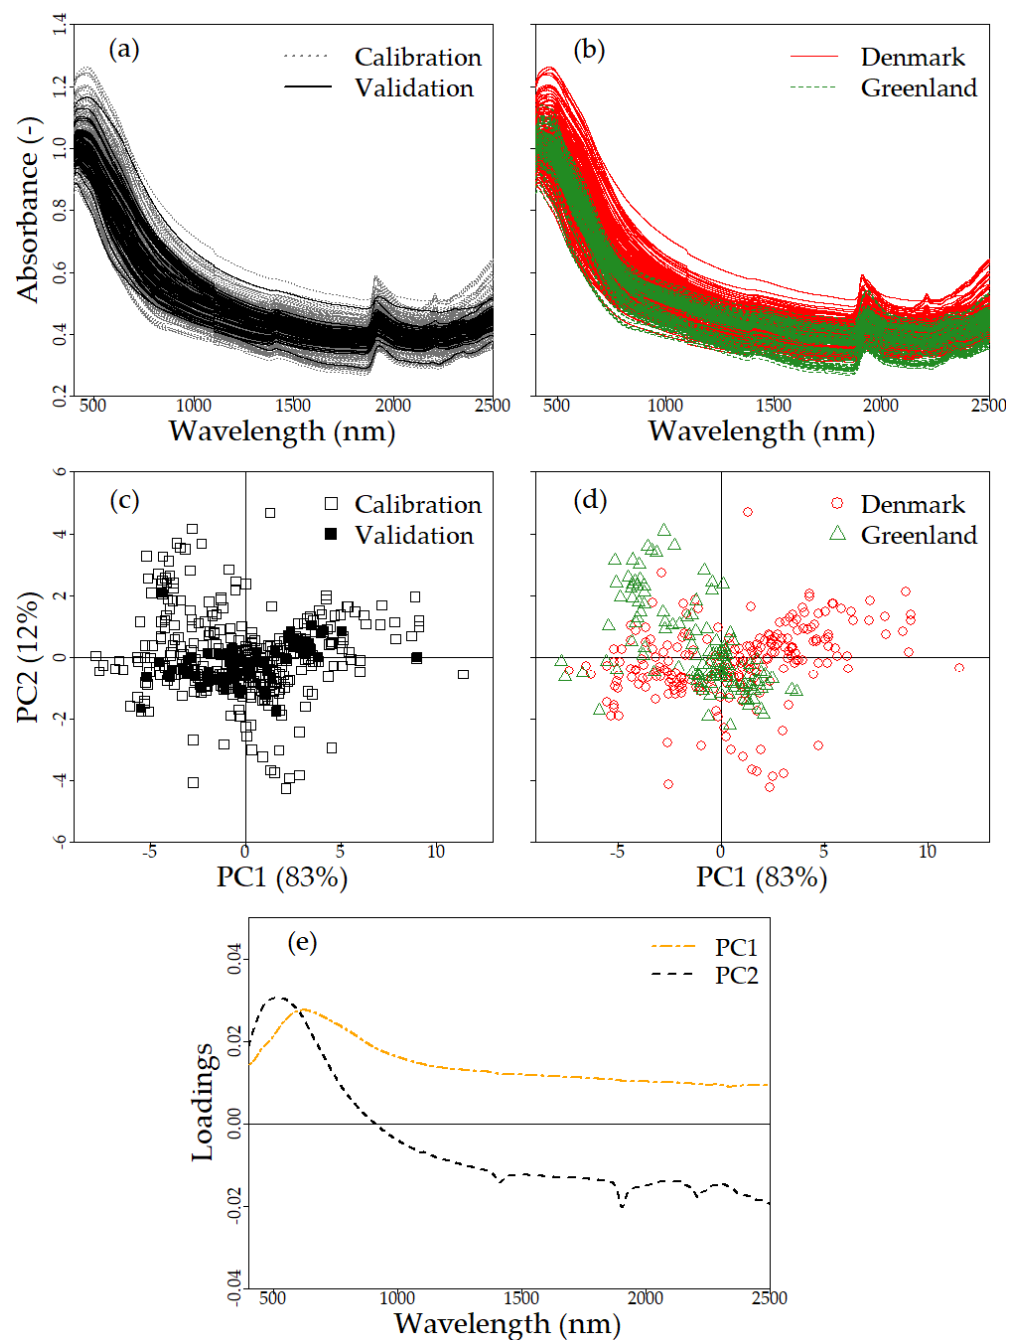 (a)
Calibration
Validation
Absorbance (-)
1.4
1.2
1.0
0.8
0.6
0.4
0.2
500 1000 1500 2000 2500
Wavelength (nm)
(b)
Denmark
Greenland
500 1000 1500 2000 2500
Wavelength (nm)
(c)
Calibration
Validation
PC2 (12%)
6
4
2
0
-2
-4
-6
-5 0 5 10
PC1 (83%)
(d)
Denmark
Greenland
-5 0 5 10
PC1 (83%)
(e)
PC1
PC2
Loadings
0.04
0.02
0.00
-0.02
-0.04
500 1000 1500 2000 2500
Wavelength (nm)